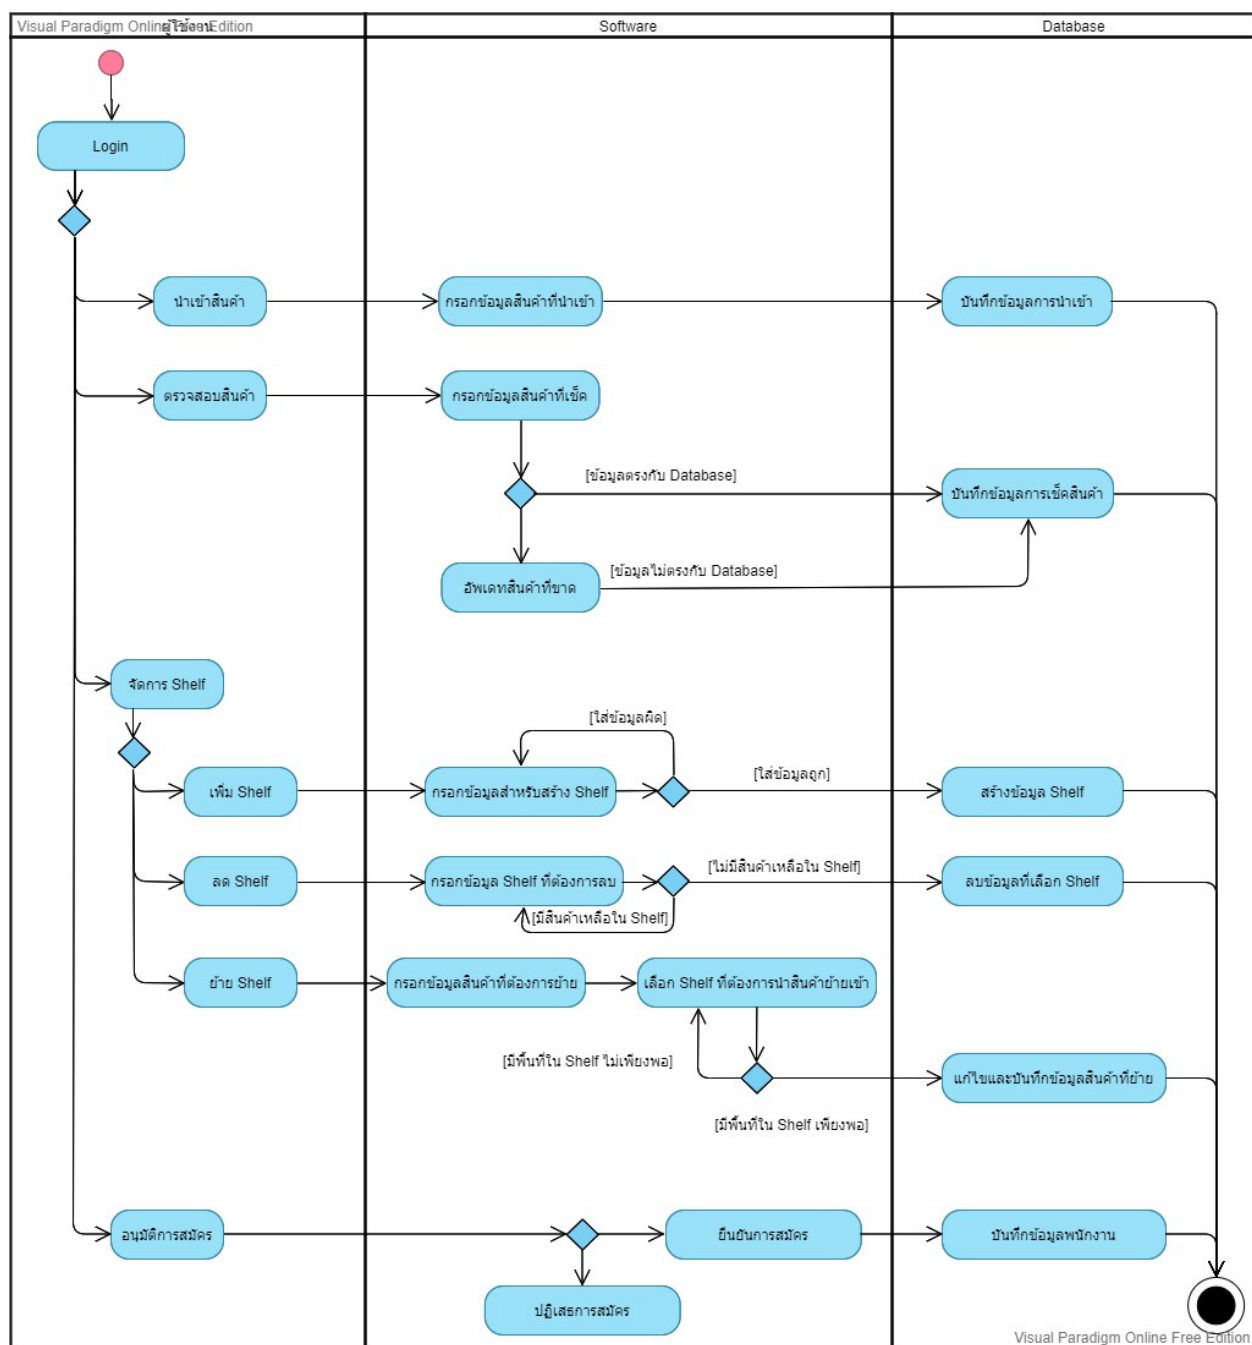 Visual Paradigm Online Free Edition
ผู้ใช้งาน
Software
Database
Login
นำเข้าสินค้า
กรอกข้อมูลสินค้าที่นำเข้า
บันทึกข้อมูลการนำเข้า
ตรวจสอบสินค้า
กรอกข้อมูลสินค้าที่เช็ค
[ข้อมูลตรงกับ Database]
บันทึกข้อมูลการเช็คสินค้า
[ข้อมูลไม่ตรงกับ Database]
อัพเดทสินค้าที่ขาด
จัดการ Shelf
[ใส่ข้อมูลผิด]
[ใส่ข้อมูลถูก]
เพิ่ม Shelf
กรอกข้อมูลสำหรับสร้าง Shelf
สร้างข้อมูล Shelf
[ไม่มีสินค้าเหลือใน Shelf]
ลด Shelf
กรอกข้อมูล Shelf ที่ต้องการลบ
ลบข้อมูลที่เลือก Shelf
[มีสินค้าเหลือใน Shelf]
ย้าย Shelf
กรอกข้อมูลสินค้าที่ต้องการย้าย
เลือก Shelf ที่ต้องการนำสินค้าย้ายเข้า
[มีพื้นที่ใน Shelf ไม่เพียงพอ]
แก้ไขและบันทึกข้อมูลสินค้าที่ย้าย
[มีพื้นที่ใน Shelf เพียงพอ]
อนุมัติการสมัคร
ยืนยันการสมัคร
บันทึกข้อมูลพนักงาน
ปฏิเสธการสมัคร
Visual Paradigm Online Free Edition